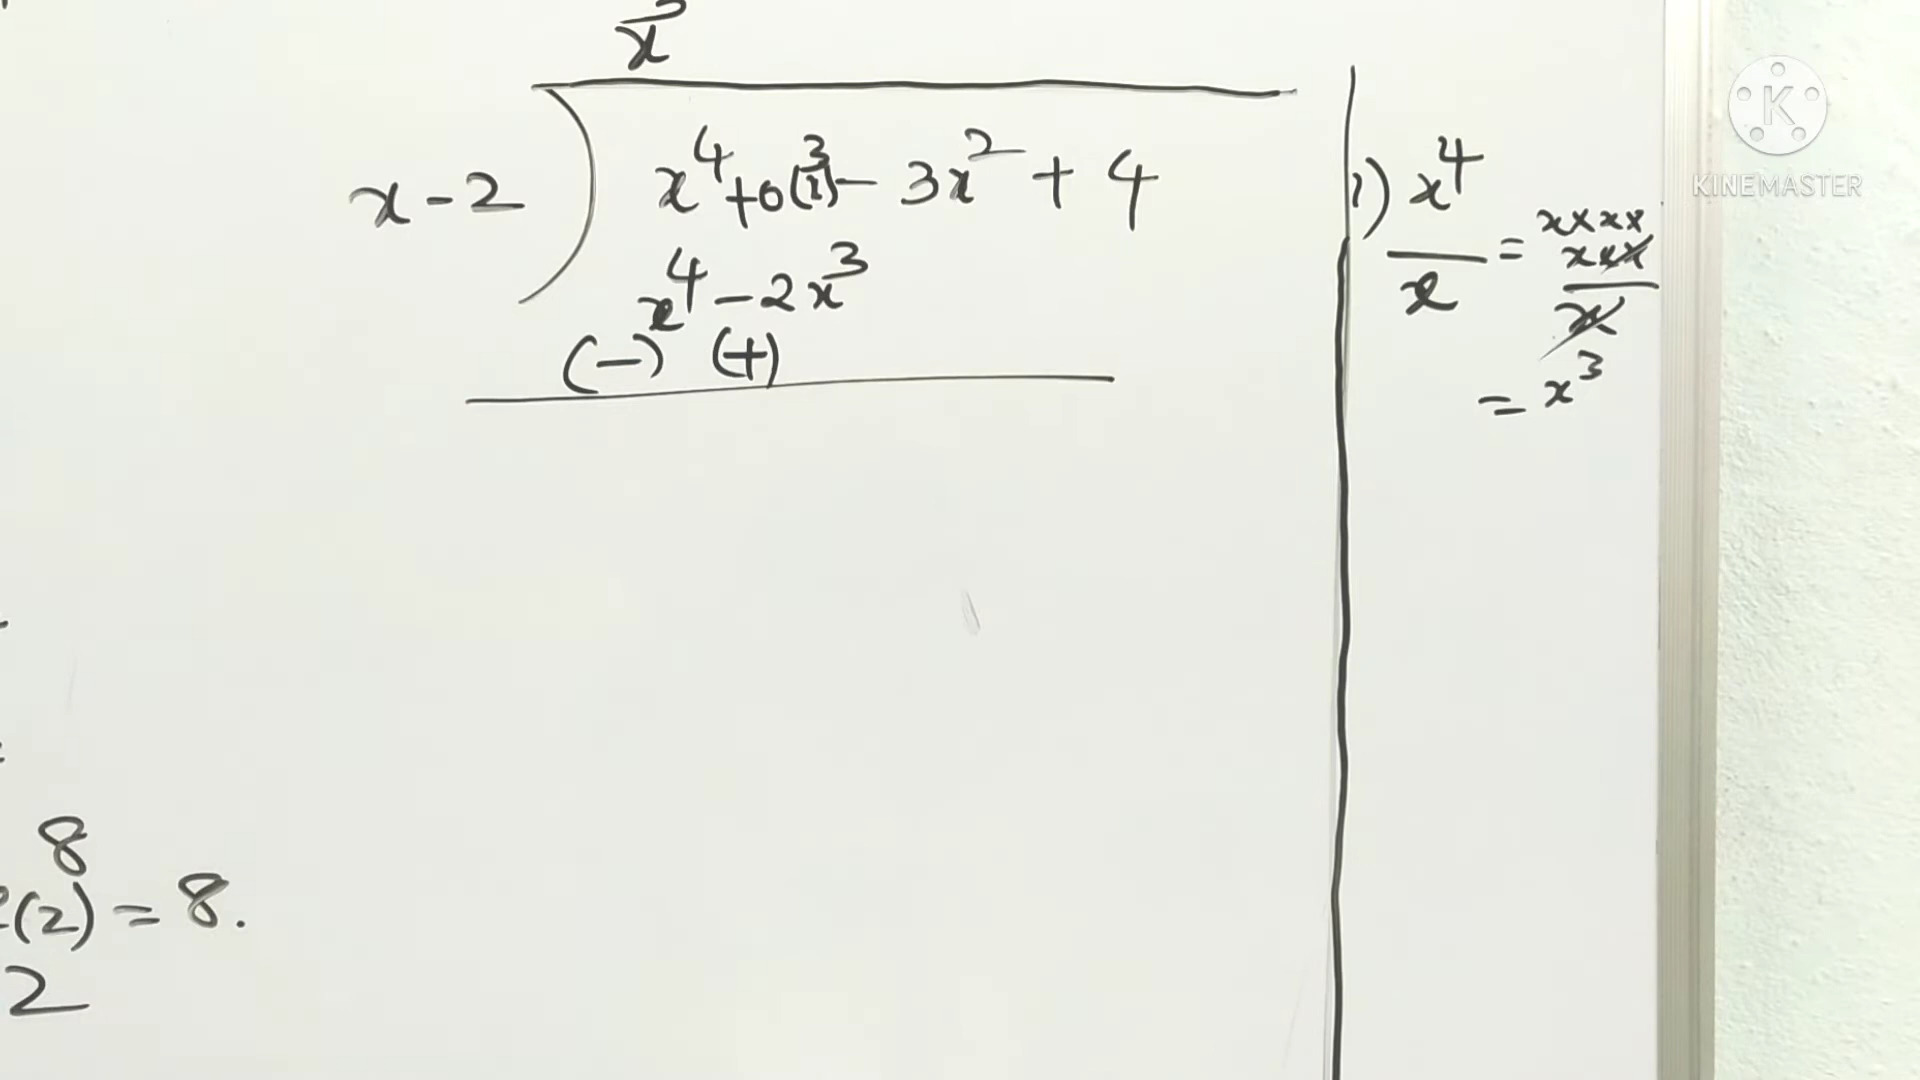 x³
x - 2 ) x⁴ + 0(x³) - 3x² + 4
x⁴ - 2x³
(-) (+)
1) x⁴/x = xxxx
xxx/x
= x³
8
(2) = 8.
2
KINEMASTER